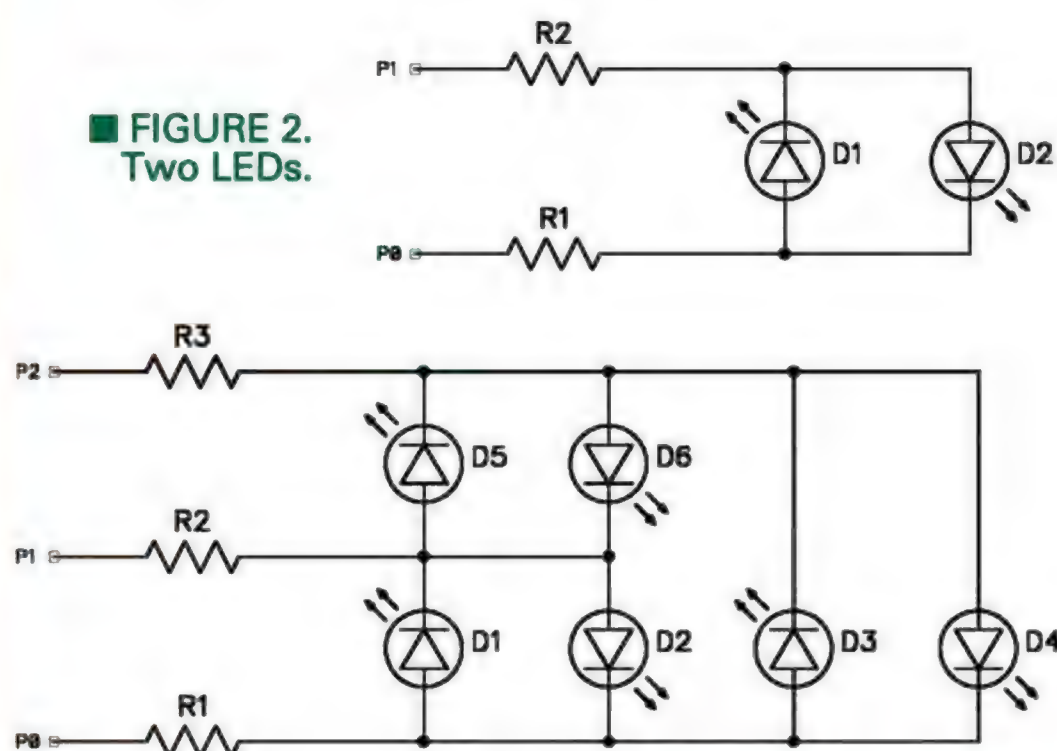 R2
P1
■ FIGURE 2.
Two LEDs.
D1
D2
R1
P0
R3
P2
D5
D6
R2
P1
D1
D2
D3
D4
R1
P0